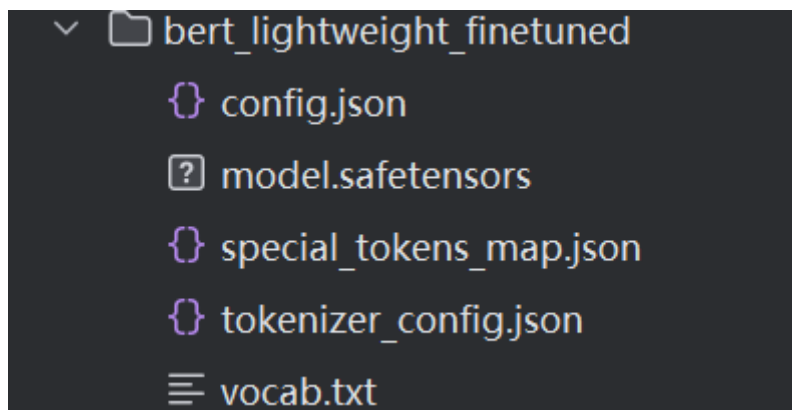 bert_lightweight_finetuned
config.json
model.safetensors
special_tokens_map.json
tokenizer_config.json
vocab.txt